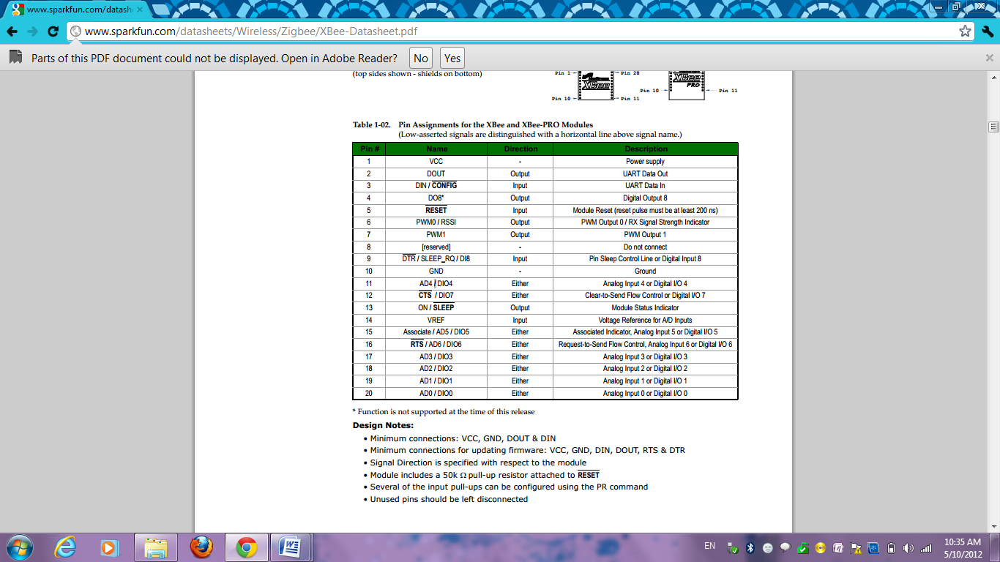 www.sparkfun.com/datash
www.sparkfun.com/datasheets/Wireless/Zigbee/XBee-Datasheet.pdf
Parts of this PDF document could not be displayed. Open in Adobe Reader? No Yes
(top sides shown - shields on bottom)
Pin 1 Pin 20
XBee XBee
PRO
Pin 10 Pin 11
Pin 10 Pin 11
Table 1-02. Pin Assignments for the XBee and XBee-PRO Modules
(Low-asserted signals are distinguished with a horizontal line above signal name.)
Pin # Name Direction Description
1 VCC - Power supply
2 DOUT Output UART Data Out
3 DIN / CONFIG Input UART Data In
4 DO8* Output Digital Output 8
5 RESET Input Module Reset (reset pulse must be at least 200 ns)
6 PWM0 / RSSI Output PWM Output 0 / RX Signal Strength Indicator
7 PWM1 Output PWM Output 1
8 [reserved] - Do not connect
9 DTR / SLEEP_RQ / DI8 Input Pin Sleep Control Line or Digital Input 8
10 GND - Ground
11 AD4 / DIO4 Either Analog Input 4 or Digital I/O 4
12 CTS / DIO7 Either Clear-to-Send Flow Control or Digital I/O 7
13 ON / SLEEP Output Module Status Indicator
14 VREF Input Voltage Reference for A/D Inputs
15 Associate / AD5 / DIO5 Either Associated Indicator, Analog Input 5 or Digital I/O 5
16 RTS / AD6 / DIO6 Either Request-to-Send Flow Control, Analog Input 6 or Digital I/O 6
17 AD3 / DIO3 Either Analog Input 3 or Digital I/O 3
18 AD2 / DIO2 Either Analog Input 2 or Digital I/O 2
19 AD1 / DIO1 Either Analog Input 1 or Digital I/O 1
20 AD0 / DIO0 Either Analog Input 0 or Digital I/O 0
* Function is not supported at the time of this release
Design Notes:
• Minimum connections: VCC, GND, DOUT & DIN
• Minimum connections for updating firmware: VCC, GND, DIN, DOUT, RTS & DTR
• Signal Direction is specified with respect to the module
• Module includes a 50k Ω pull-up resistor attached to RESET
• Several of the input pull-ups can be configured using the PR command
• Unused pins should be left disconnected
EN
10:35 AM
5/10/2012